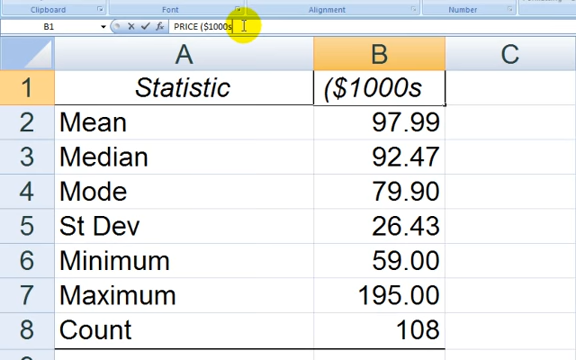 Clipboard Font Alignment Number
B1 fx PRICE ($1000s
A B C
1 Statistic ($1000s
2 Mean 97.99
3 Median 92.47
4 Mode 79.90
5 St Dev 26.43
6 Minimum 59.00
7 Maximum 195.00
8 Count 108